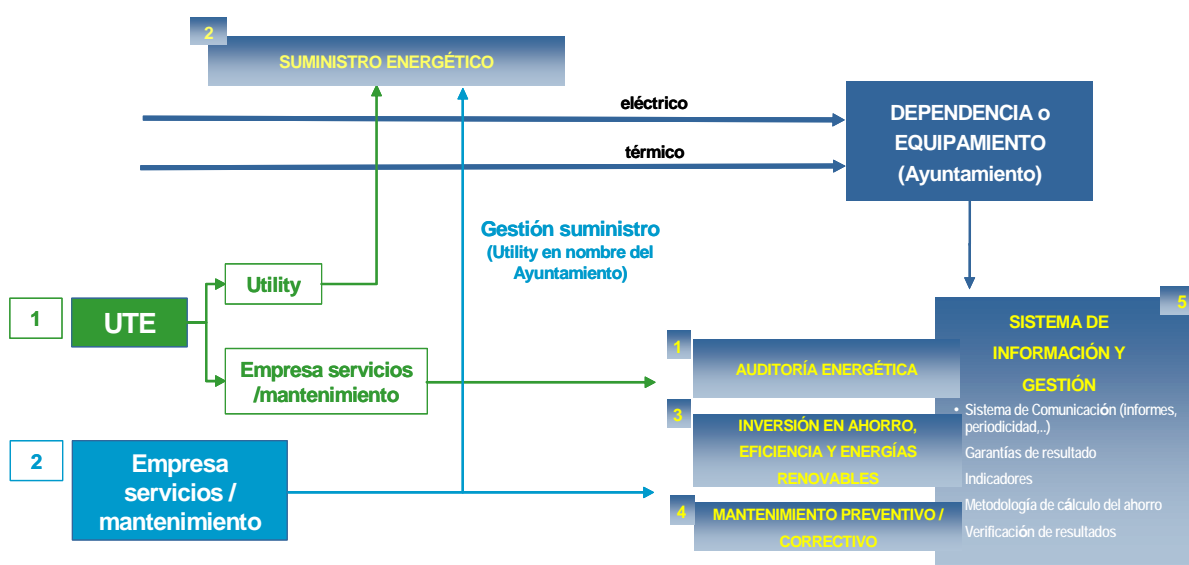 2
SUMINISTRO ENERGÉTICO
eléctrico
térmico
DEPENDENCIA o
EQUIPAMIENTO
(Ayuntamiento)
Gestión suministro
(Utility en nombre del
Ayuntamiento)
Utility
1
UTE
Empresa servicios
/mantenimiento
2
Empresa
servicios /
mantenimiento
1
AUDITORÍA ENERGÉTICA
3
INVERSIÓN EN AHORRO,
EFICIENCIA Y ENERGÍAS
RENOVABLES
4
MANTENIMIENTO PREVENTIVO /
CORRECTIVO
5
SISTEMA DE
INFORMACIÓN Y
GESTIÓN
• Sistema de Comunicación (informes,
periodicidad,..)
Garantías de resultado
Indicadores
Metodología de cálculo del ahorro
Verificación de resultados